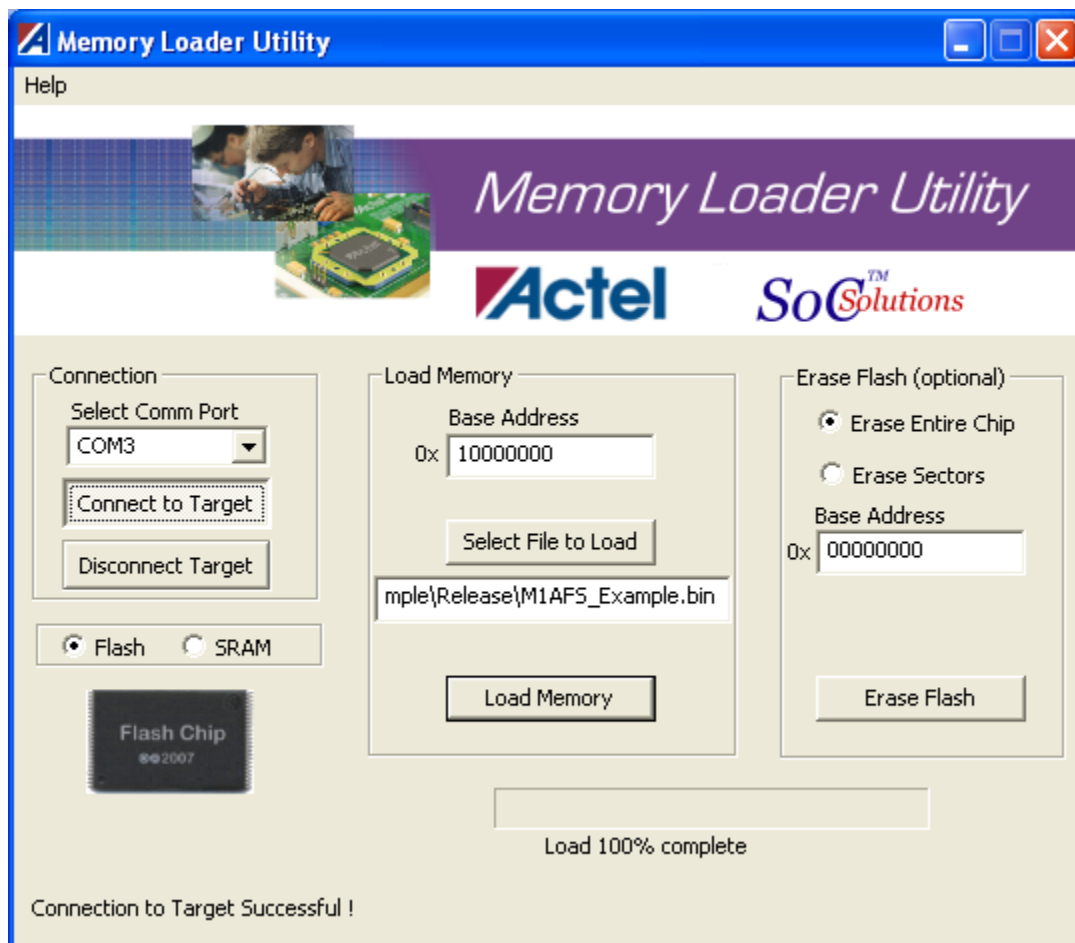 Memory Loader Utility
Help
Memory Loader Utility
Actel
SoC Solutions™
Connection
Select Comm Port
COM3
Connect to Target
Disconnect Target
Flash
SRAM
Flash Chip
2007
Load Memory
Base Address
0x 10000000
Select File to Load
mple\Release\M1AFS_Example.bin
Load Memory
Erase Flash (optional)
Erase Entire Chip
Erase Sectors
Base Address
0x 00000000
Erase Flash
Load 100% complete
Connection to Target Successful !